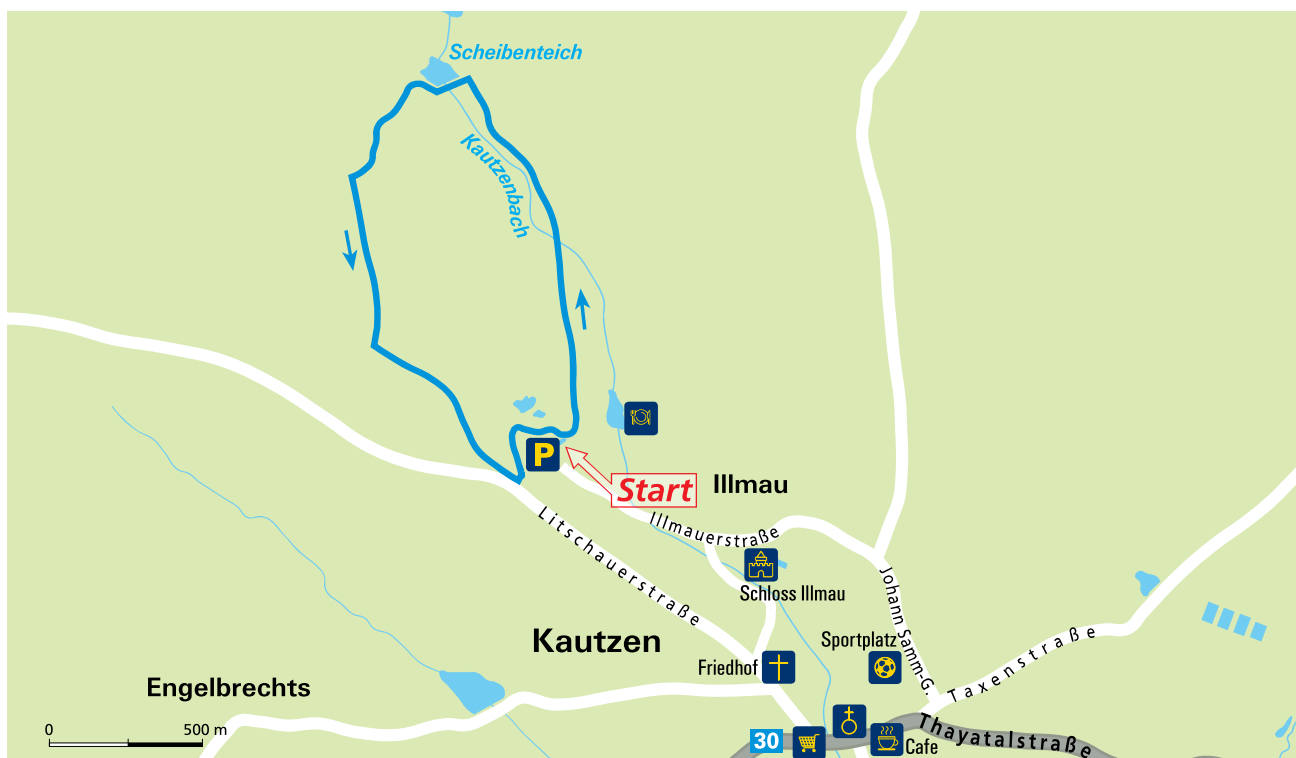 Scheibenteich
Kautzenbach
P
Start
Illmau
Illmauerstraße
Litschauerstraße
Johann Samm-G.
Schloss Illmau
Kautzen
Sportplatz
Taxenstraße
Friedhof
Engelbrechts
0 500 m
Thayatalstraße
30
Cafe